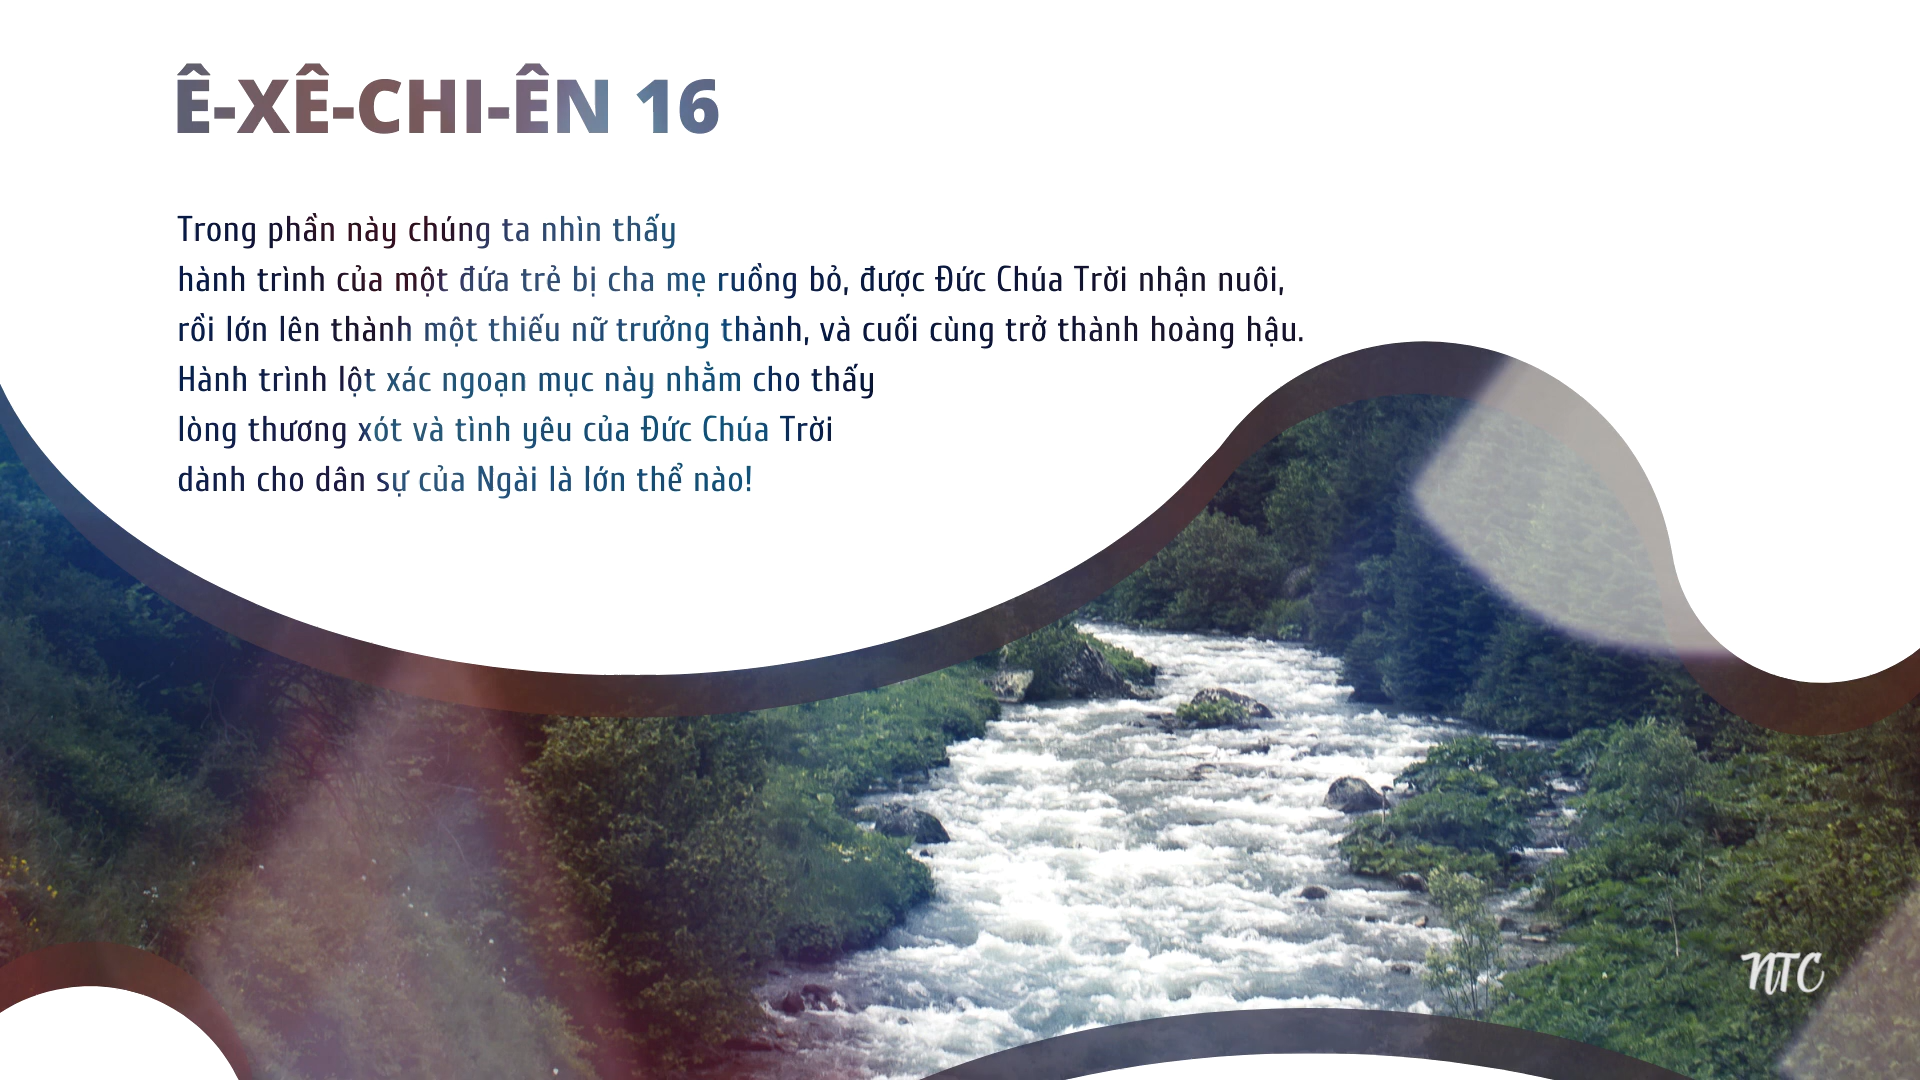 Ê-XÊ-CHI-ÊN 16
Trong phần này chúng ta nhìn thấy
hành trình của một đứa trẻ bị cha mẹ ruồng bỏ, được Đức Chúa Trời nhận nuôi,
rồi lớn lên thành một thiếu nữ trưởng thành, và cuối cùng trở thành hoàng hậu.
Hành trình lột xác ngoạn mục này nhằm cho thấy
lòng thương xót và tình yêu của Đức Chúa Trời
dành cho dân sự của Ngài là lớn thể nào!
NTC